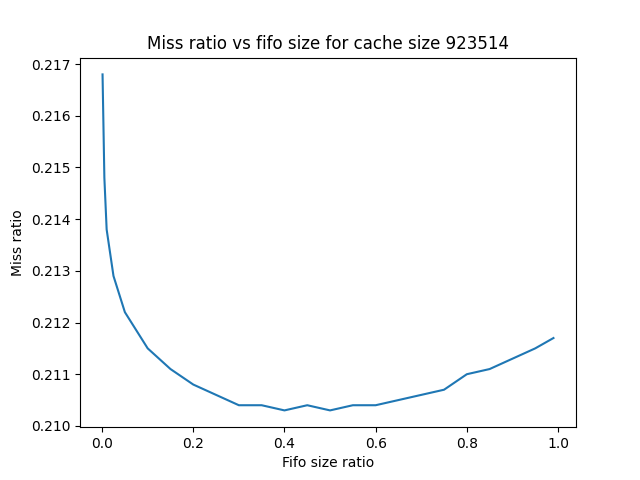 Miss ratio vs fifo size for cache size 923514
0.217
0.216
0.215
0.214
0.213
0.212
0.211
0.210
Miss ratio
0.0 0.2 0.4 0.6 0.8 1.0
Fifo size ratio